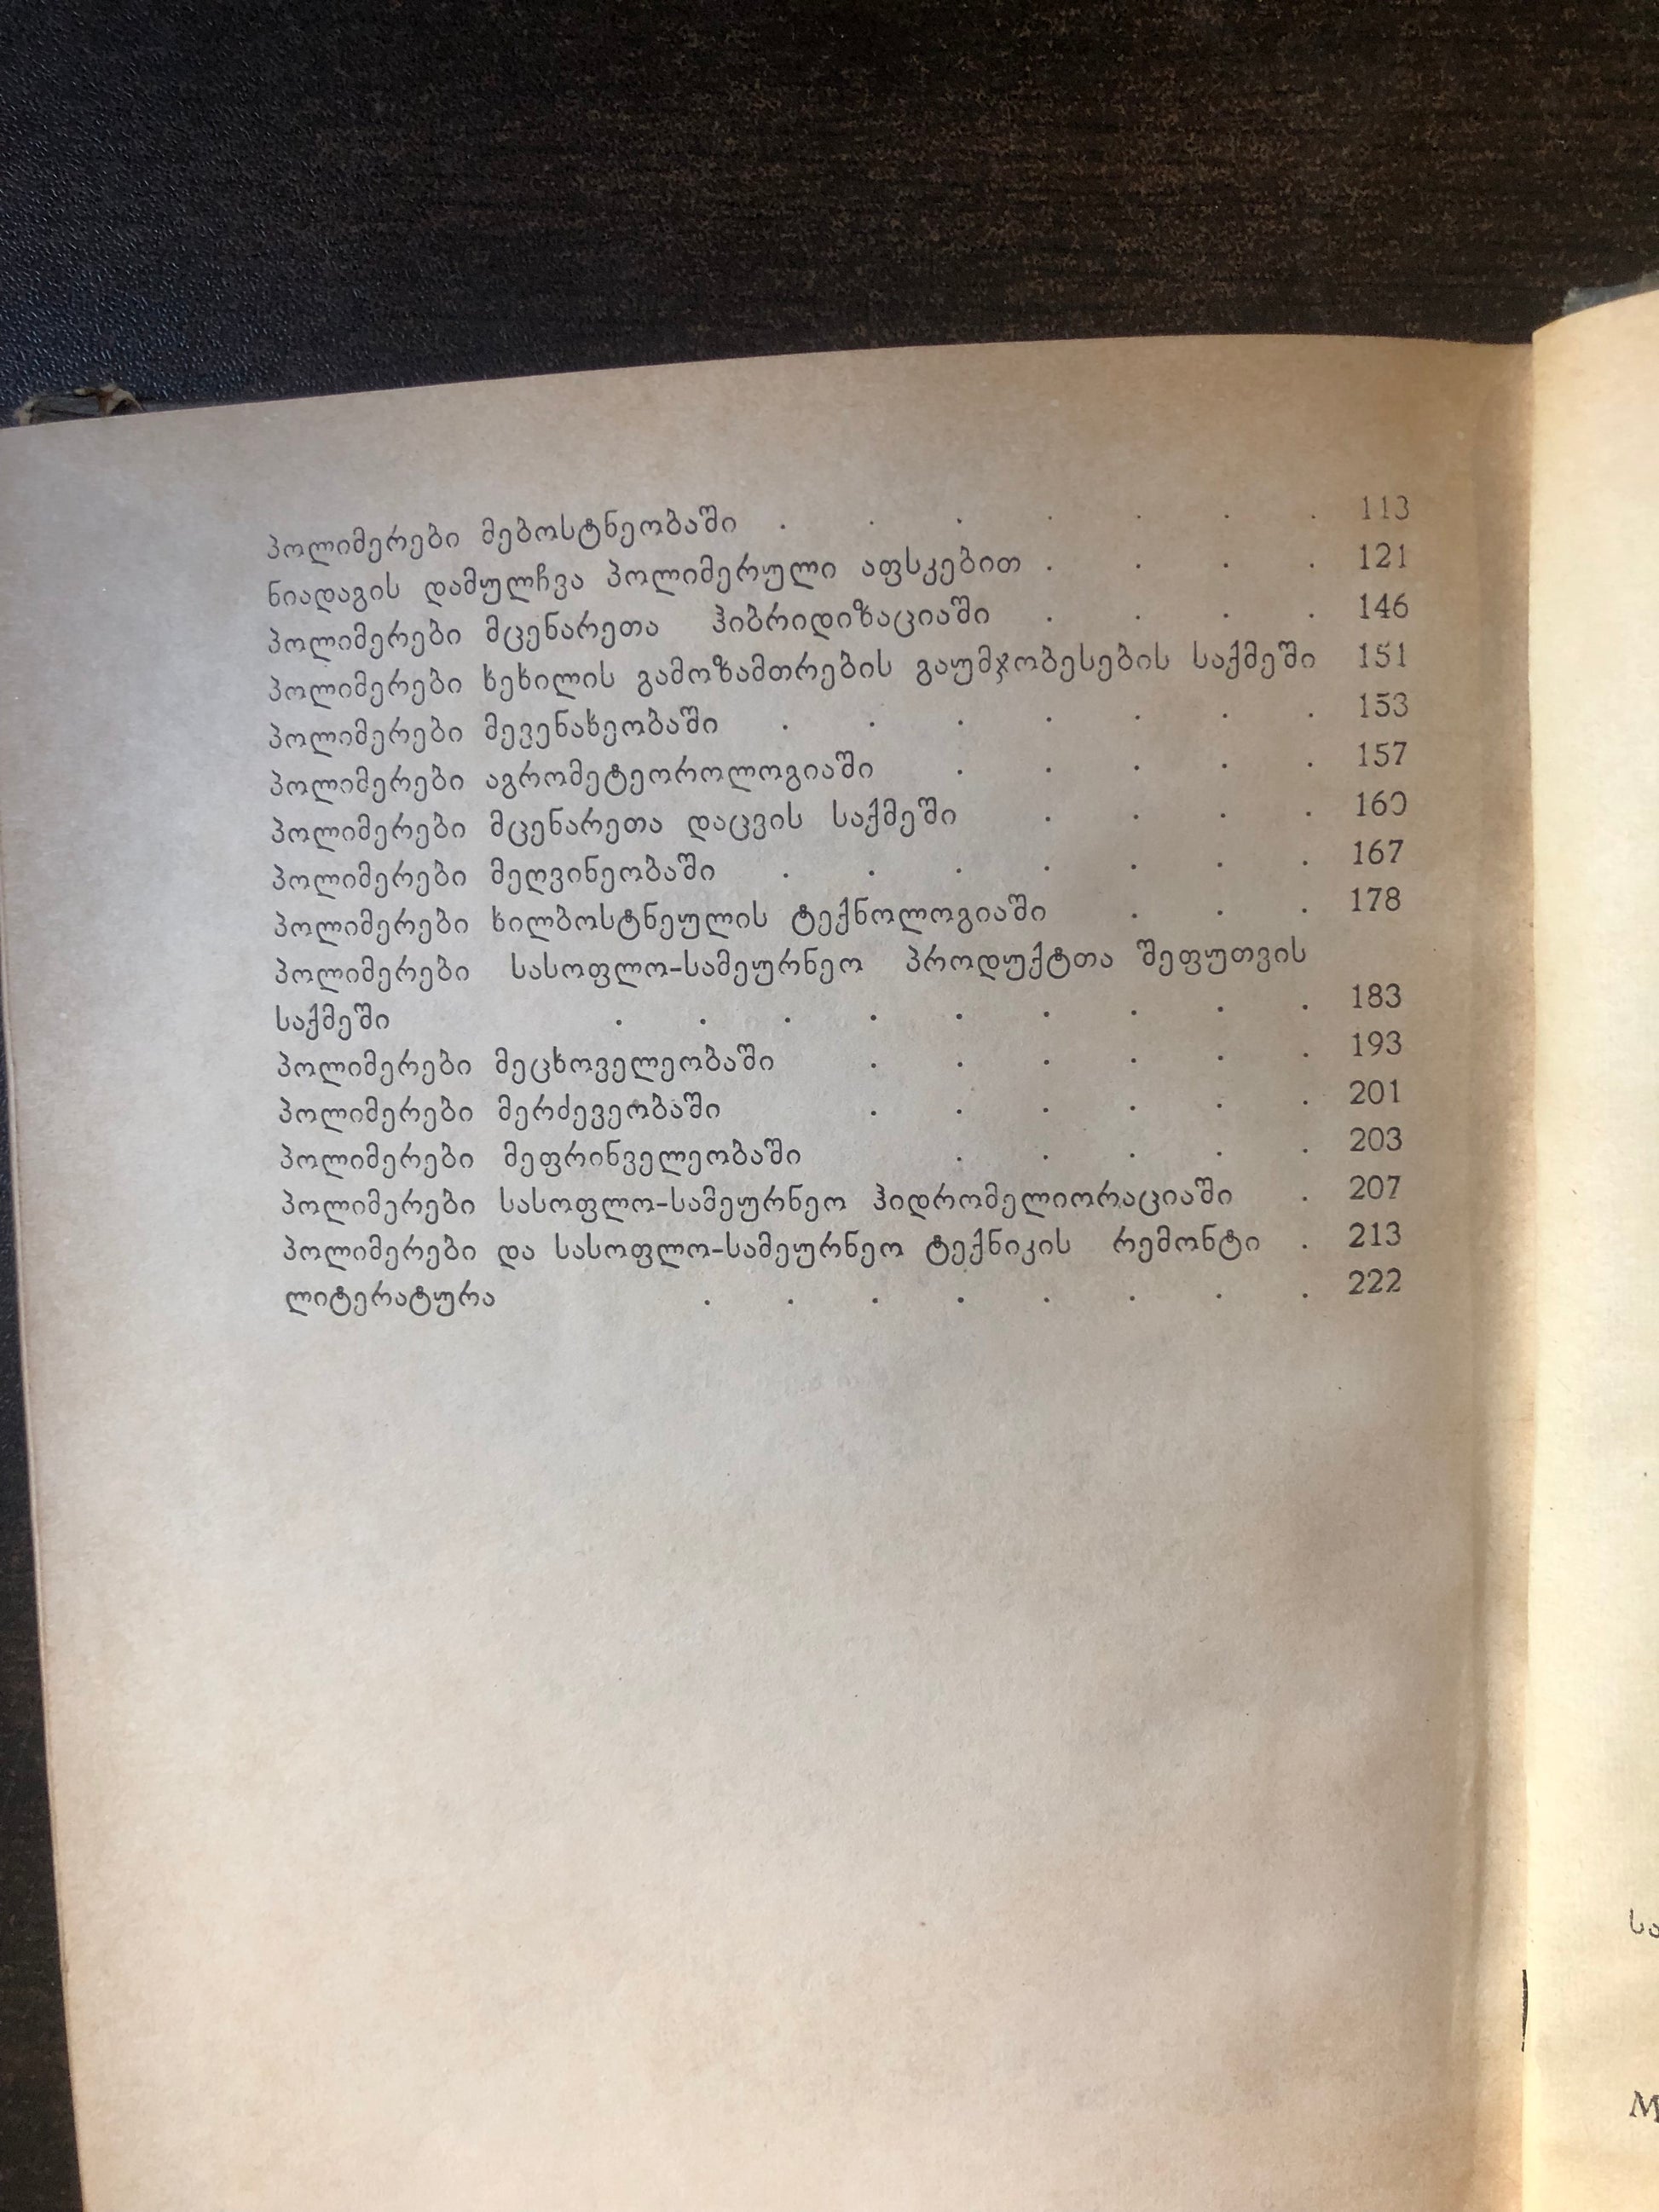 პოლიმერები მებოსტნეობაში . . . . . . . 113
ნიადაგის დამულჩვა პოლიმერული აფსკებით . . . . 121
პოლიმერები მცენარეთა ჰიბრიდიზაციაში . . . . 146
პოლიმერები ხეხილის გამოზამთრების გაუმჯობესების საქმეში 151
პოლიმერები მევენახეობაში . . . . . . . 153
პოლიმერები აგრომეტეოროლოგიაში . . . . . 157
პოლიმერები მცენარეთა დაცვის საქმეში . . . . 160
პოლიმერები მეღვინეობაში . . . . . . . 167
პოლიმერები ხილბოსტნეულის ტექნოლოგიაში . . . 178
პოლიმერები სასოფლო-სამეურნეო პროდუქტთა შეფუთვის
საქმეში . . . . . . . . . 183
პოლიმერები მეცხოველეობაში . . . . . . 193
პოლიმერები მერძევეობაში . . . . . . 201
პოლიმერები მეფრინველეობაში . . . . . 203
პოლიმერები სასოფლო-სამეურნეო ჰიდრომელიორაციაში . 207
პოლიმერები და სასოფლო-სამეურნეო ტექნიკის რემონტი . 213
ლიტერატურა . . . . . . . . 222